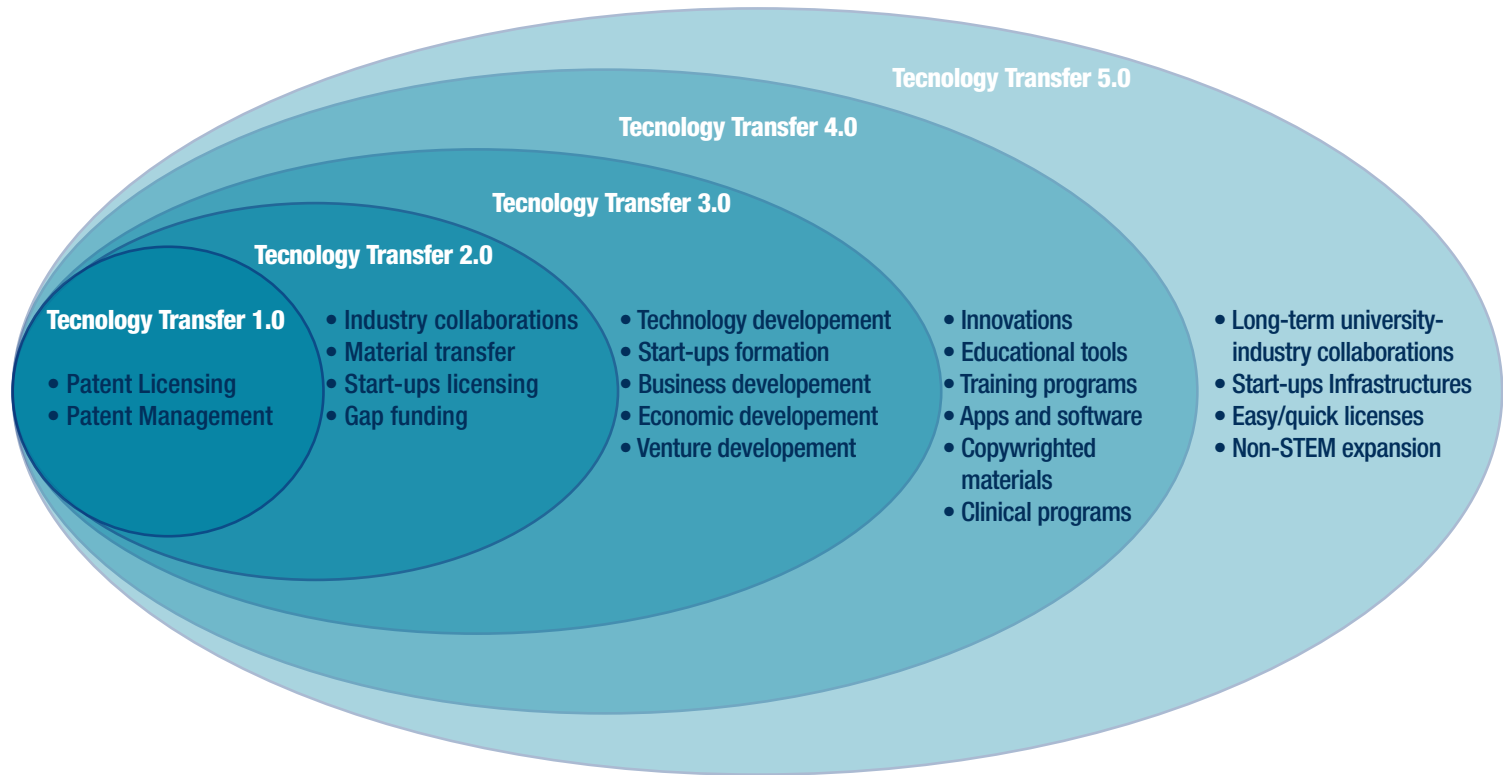 Tecnology Transfer 5.0
Tecnology Transfer 4.0
Tecnology Transfer 3.0
Tecnology Transfer 2.0
Tecnology Transfer 1.0
• Patent Licensing
• Patent Management
• Industry collaborations
• Material transfer
• Start-ups licensing
• Gap funding
• Technology developement
• Start-ups formation
• Business developement
• Economic developement
• Venture developement
• Innovations
• Educational tools
• Training programs
• Apps and software
• Copywrighted
materials
• Clinical programs
• Long-term university-
industry collaborations
• Start-ups Infrastructures
• Easy/quick licenses
• Non-STEM expansion